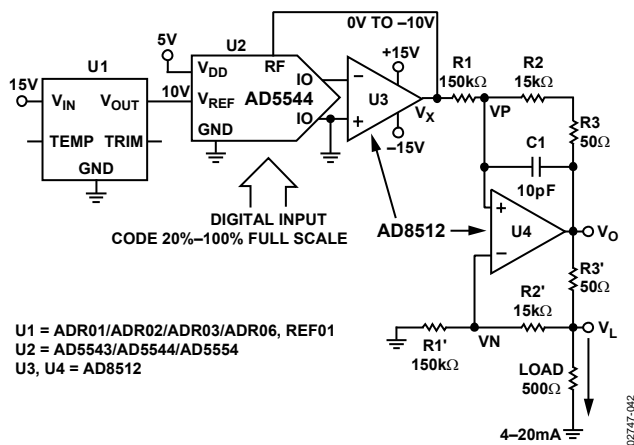 0V TO –10V
5V
U2
RF
VDD
IO
+15V
R1
150kΩ
R2
15kΩ
15V
U1
VIN
VOUT
10V
VREF
AD5544
GND
IO
–
+
U3
VX
–15V
VP
R3
50Ω
TEMP
TRIM
GND
C1
10pF
DIGITAL INPUT
CODE 20%–100% FULL SCALE
AD8512
+
–
U4
VO
R3'
50Ω
U1 = ADR01/ADR02/ADR03/ADR06, REF01
U2 = AD5543/AD5544/AD5554
U3, U4 = AD8512
R1'
150kΩ
VN
R2'
15kΩ
VL
LOAD
500Ω
4–20mA
02747-042